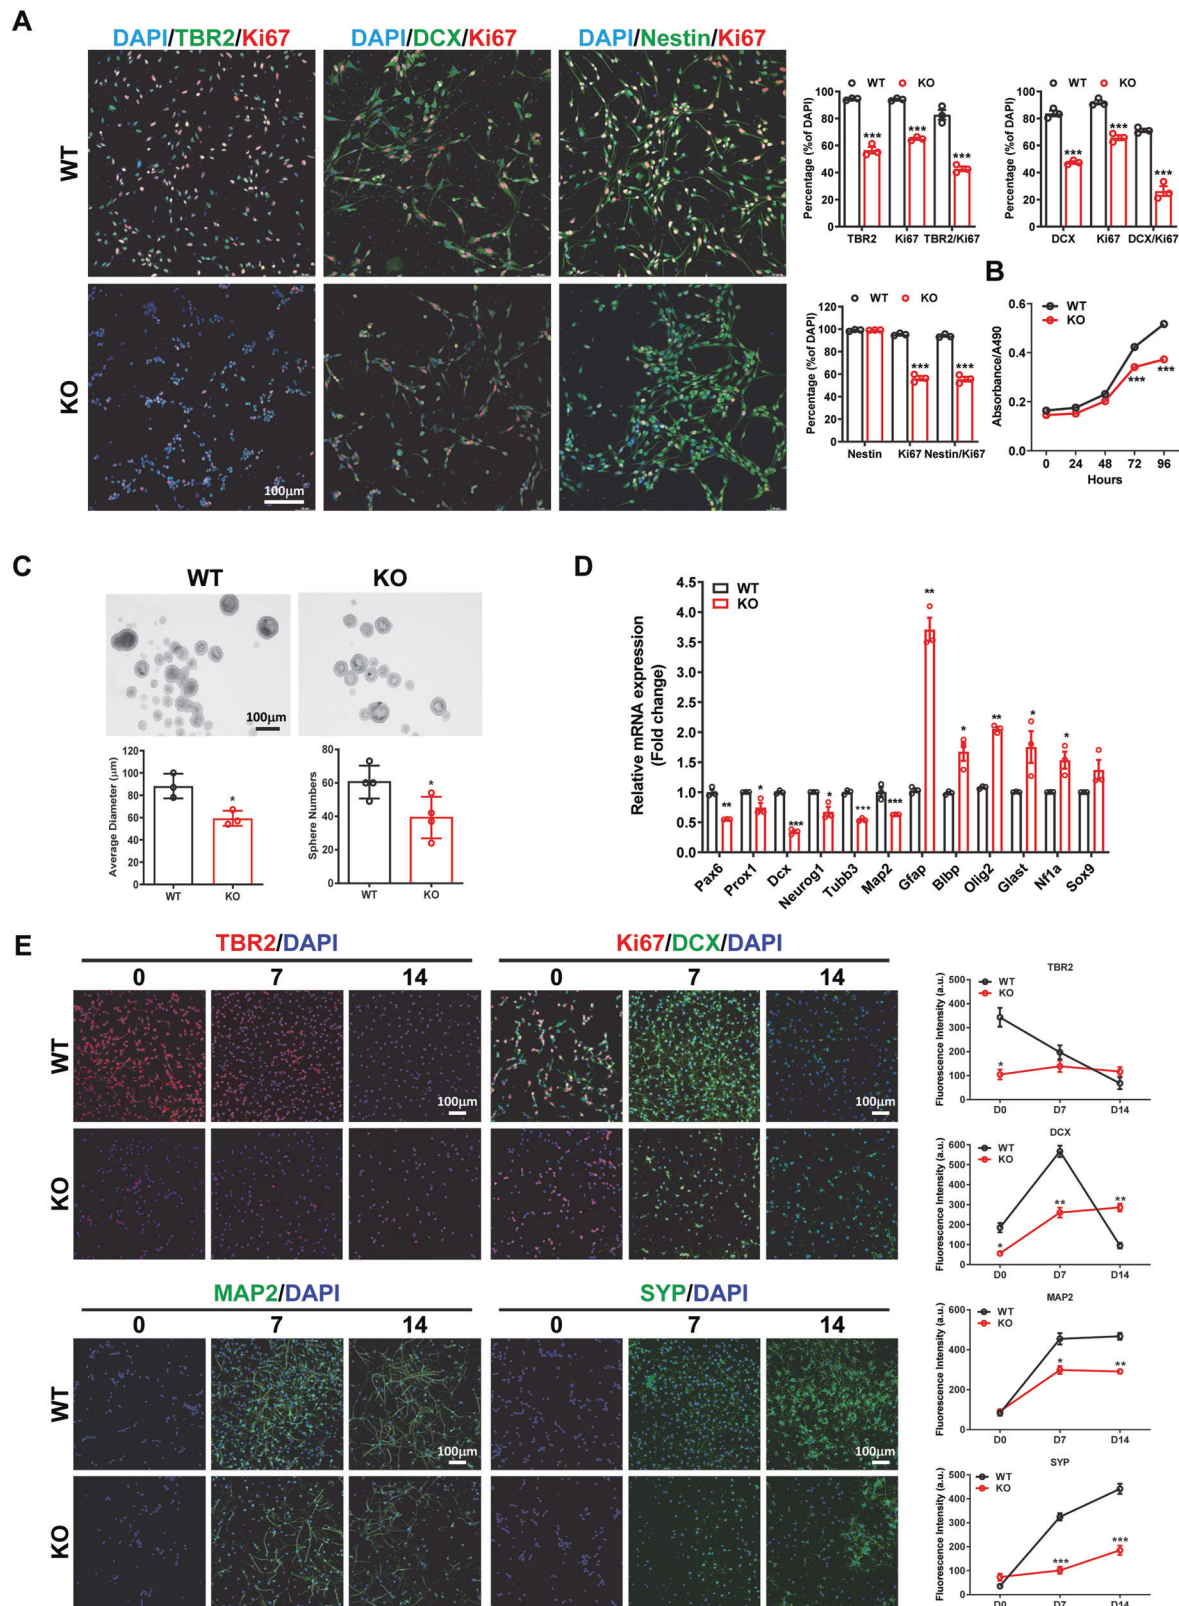 A
DAPI/TBR2/Ki67
DAPI/DCX/Ki67
DAPI/Nestin/Ki67
WT
KO
100μm
WT KO
Percentage (%of DAPI)
100
80
60
40
20
0
*** *** ***
TBR2 Ki67 TBR2/Ki67
WT KO
Percentage (%of DAPI)
100
80
60
40
20
0
*** *** ***
DCX Ki67 DCX/Ki67
WT KO
Percentage (%of DAPI)
120
100
80
60
40
20
0
*** ***
Nestin Ki67 Nestin/Ki67
B
WT
KO
Absorbance/A490
0.6
0.4
0.2
0.0
*** ***
0 24 48 72 96
Hours
C
WT KO
100μm
Average Diameter (μm)
120
100
80
60
40
20
0
*
WT KO
Sphere Numbers
80
60
40
20
0
*
WT KO
D
WT
KO
Relative mRNA expression
(Fold change)
4.5
4.0
3.5
3.0
2.5
2.0
1.5
1.0
0.5
0.0
** * *** * *** *** ** * ** * *
Pax6 Prox1 Dcx Neurog1 Tubb3 Map2 Gfap Blbp Olig2 Glast Nf1a Sox9
E
TBR2/DAPI
0 7 14
Ki67/DCX/DAPI
0 7 14
WT
100μm 100μm
KO
MAP2/DAPI
0 7 14
SYP/DAPI
0 7 14
WT
100μm 100μm
KO
TBR2
WT
KO
Fluorescence Intensity (a.u.)
500
400
300
200
100
0
*
D0 D7 D14
DCX
WT
KO
Fluorescence Intensity (a.u.)
600
500
400
300
200
100
0
* ** **
D0 D7 D14
MAP2
WT
KO
Fluorescence Intensity (a.u.)
600
400
200
0
* **
D0 D7 D14
SYP
WT
KO
Fluorescence Intensity (a.u.)
500
400
300
200
100
0
*** ***
D0 D7 D14